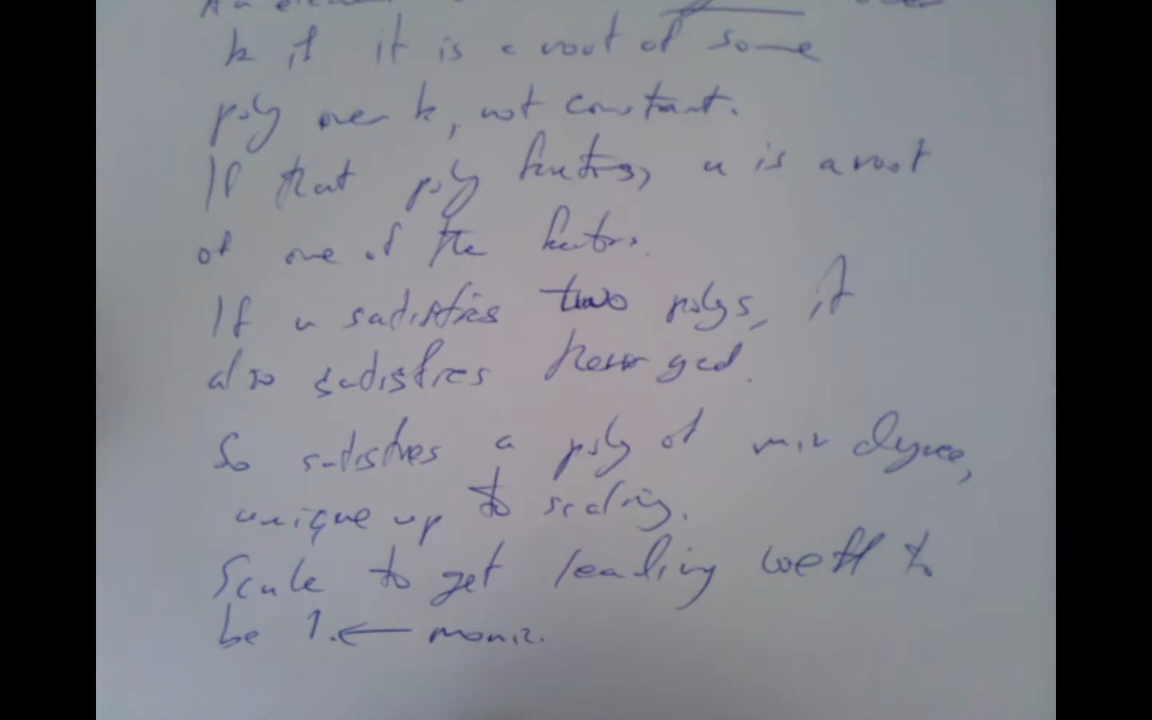 An element
k if it is a root of some
poly over k, not constant.
If that poly factors, u is a root
of one of the factors.
If u satisfies two polys, it
also satisfies their gcd.
So satisfies a poly of min degree,
unique up to scaling.
Scale to get leading coeff to
be 1. ← monic.